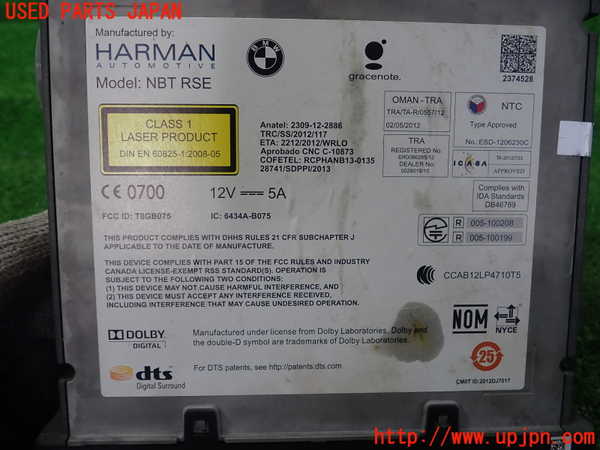 USED PARTS JAPAN
Manufactured by:
HARMAN
AUTOMOTIVE
Model: NBT RSE
BMW
gracenote.
2374528
CLASS 1
LASER PRODUCT
DIN EN 60825-1:2008-05
Anatel: 2309-12-2886
TRC/SS/2012/117
ETA: 2212/2012/WRLO
Aprobado CNC C-10873
COFETEL: RCPHANB13-0135
28741/SDPPI/2013
OMAN - TRA
TRA/TA-R/0557/12
02/05/2012
TRA
REGISTERED No:
DEALER No:
NTC
Type Approved
No.: ESD-1206230C
ICASA
APPROVED
Complies with
IDA Standards
DB46769
CE 0700
12V 5A
FCC ID: T8GB075
IC: 6434A-B075
R 005-100208
R 005-100199
THIS PRODUCT COMPLIES WITH DHHS RULES 21 CFR SUBCHAPTER J
APPLICABLE TO THE DATE OF MANUFACTURE.
THIS DEVICE COMPLIES WITH PART 15 OF THE FCC RULES AND INDUSTRY
CANADA LICENSE-EXEMPT RSS STANDARD(S). OPERATION IS
SUBJECT TO THE FOLLOWING TWO CONDITIONS:
(1) THIS DEVICE MAY NOT CAUSE HARMFUL INTERFERENCE, AND
(2) THIS DEVICE MUST ACCEPT ANY INTERFERENCE,
INCLUDING INTERFERENCE THAT MAY CAUSE UNDESIRED OPERATION.
CCAB12LP4710T5
DOLBY
DIGITAL
Manufactured under license from Dolby Laboratories. Dolby and
the double-D symbol are trademarks of Dolby Laboratories.
NOM
NYCE
dts
Digital Surround
For DTS patents, see http://patents.dts.com.
25
CMIIT ID: 2012DJ7017
http://www.upjpn.com